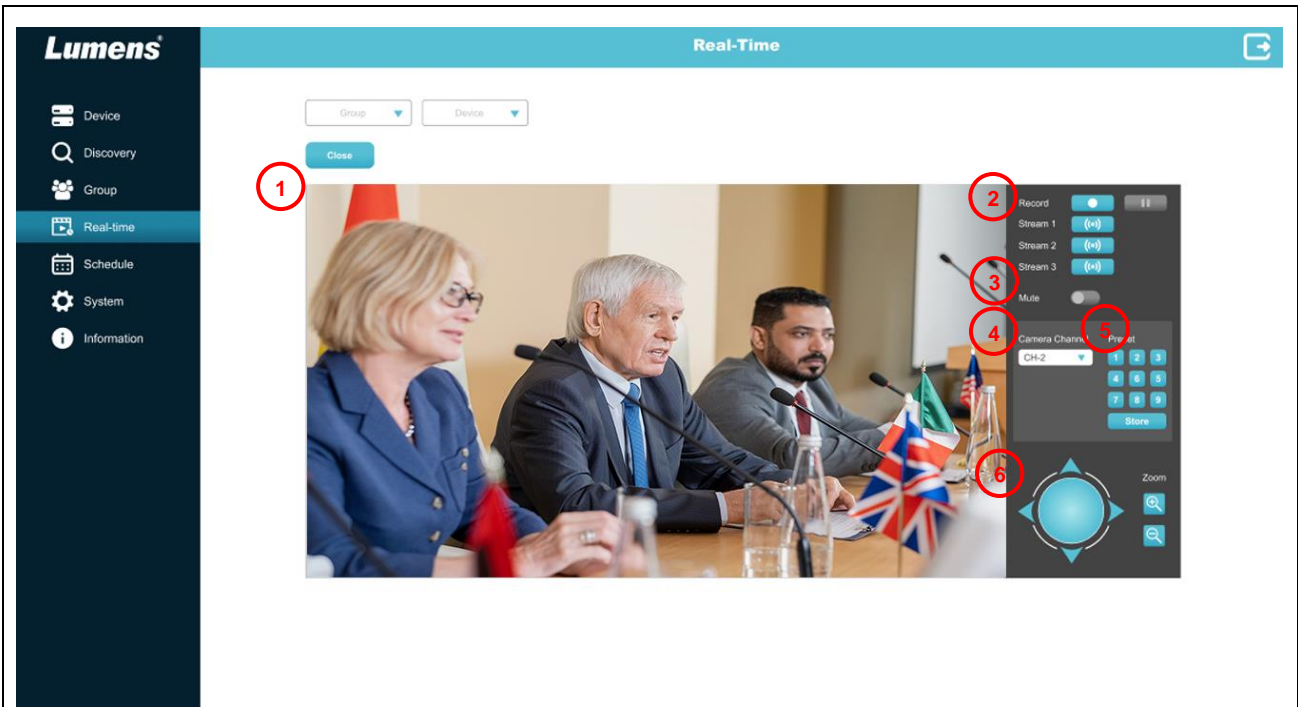 Lumens
Real-Time
Device
Discovery
Group
Real-time
Schedule
System
Information
Group
Device
Close
1
2
Record
Stream 1
Stream 2
Stream 3
3
Mute
4
5
Camera Channel
Preset
CH-2
1 2 3
4 6 5
7 8 9
Store
6
Zoom